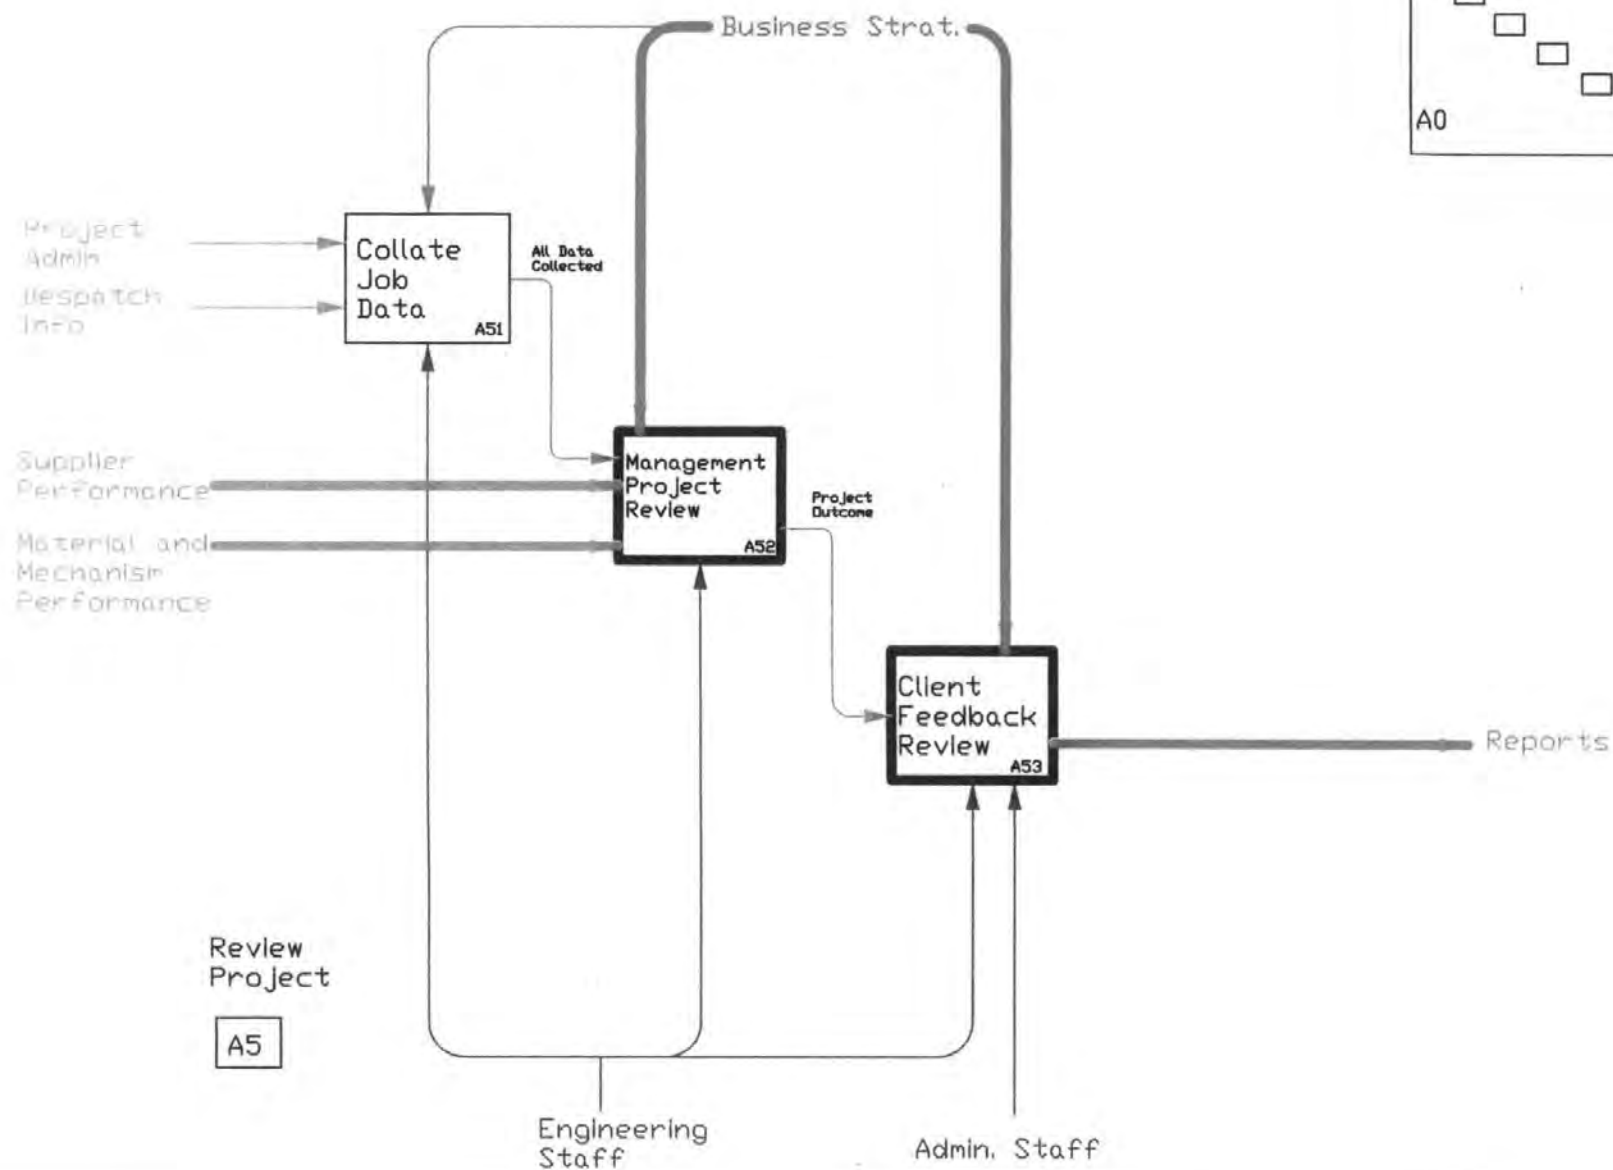 Business Strat.
A0
Project
Admin
Despatch
Info
Collate
Job
Data
A51
All Data
Collected
Supplier
Performance
Material and
Mechanism
Performance
Management
Project
Review
A52
Project
Outcome
Client
Feedback
Review
A53
Reports
Review
Project
A5
Engineering
Staff
Admin. Staff